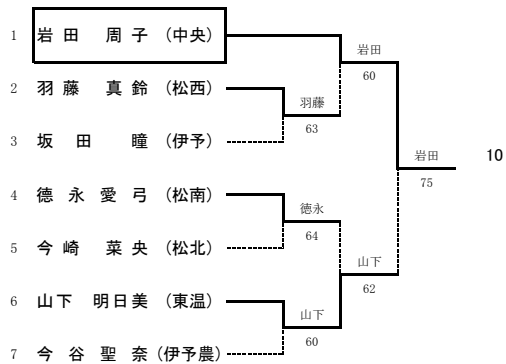 1 岩田 周子 (中央)
岩田
60
2 羽藤 真鈴 (松西)
羽藤
63
3 坂田 瞳 (伊予)
岩田
75
10
4 德永愛弓 (松南)
徳永
64
5 今崎 菜央 (松北)
山下
62
6 山下 明日美 (東温)
山下
60
7 今谷聖奈 (伊予農)